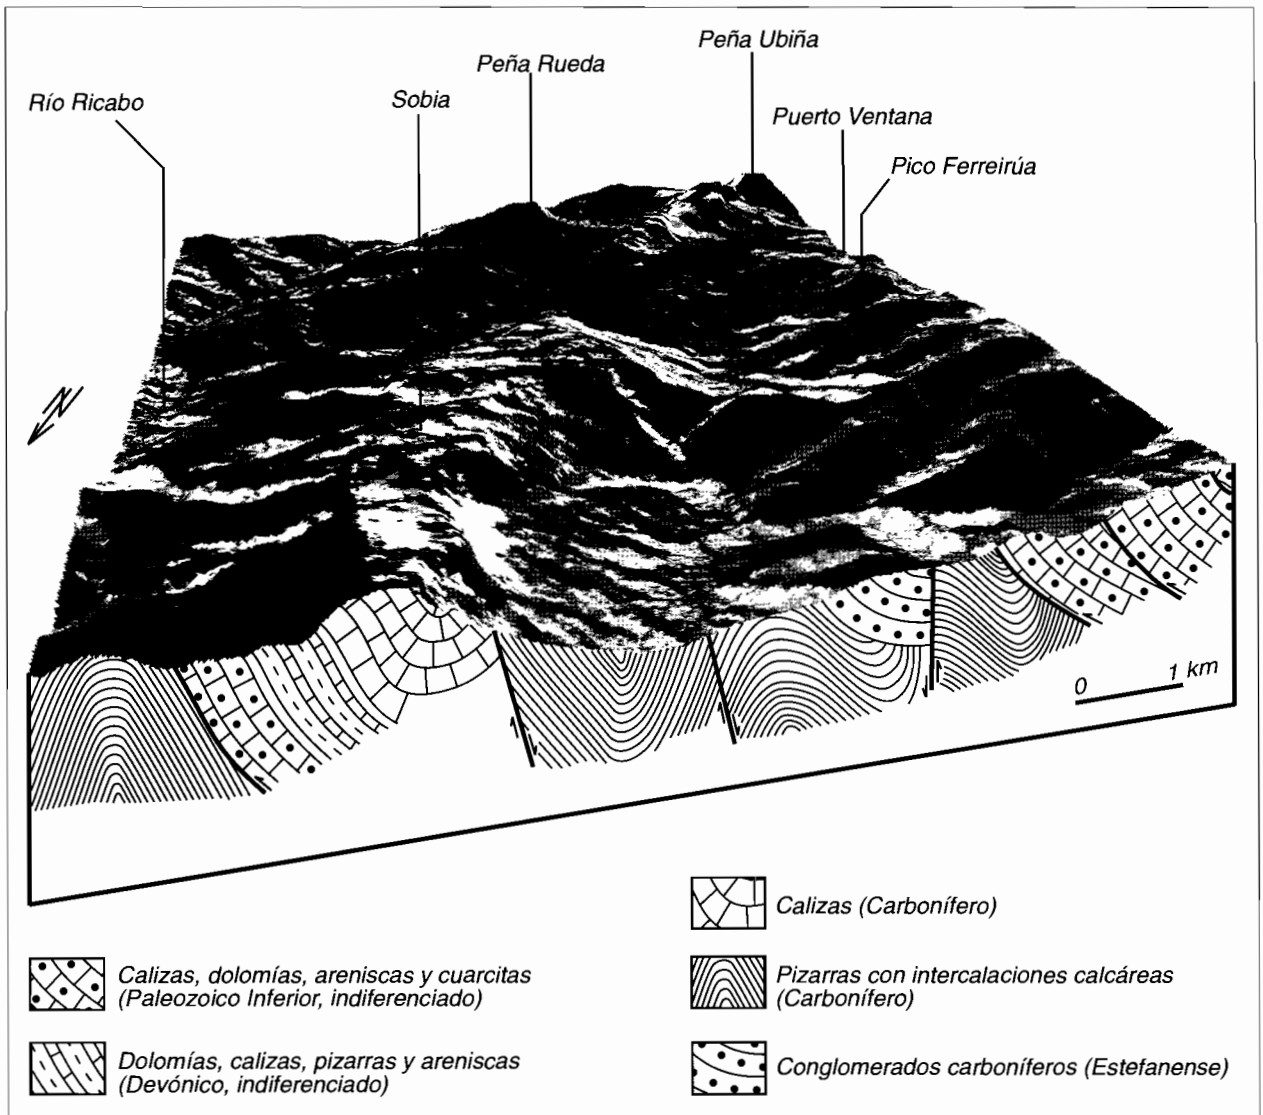 Peña Ubiña
Peña Rueda
Río Ricabo
Sobia
Puerto Ventana
Pico Ferreirúa
N
0
1 km
Calizas (Carbonífero)
Calizas, dolomías, areniscas y cuarcitas
(Paleozoico Inferior, indiferenciado)
Pizarras con intercalaciones calcáreas
(Carbonífero)
Dolomías, calizas, pizarras y areniscas
(Devónico, indiferenciado)
Conglomerados carboníferos (Estefanense)